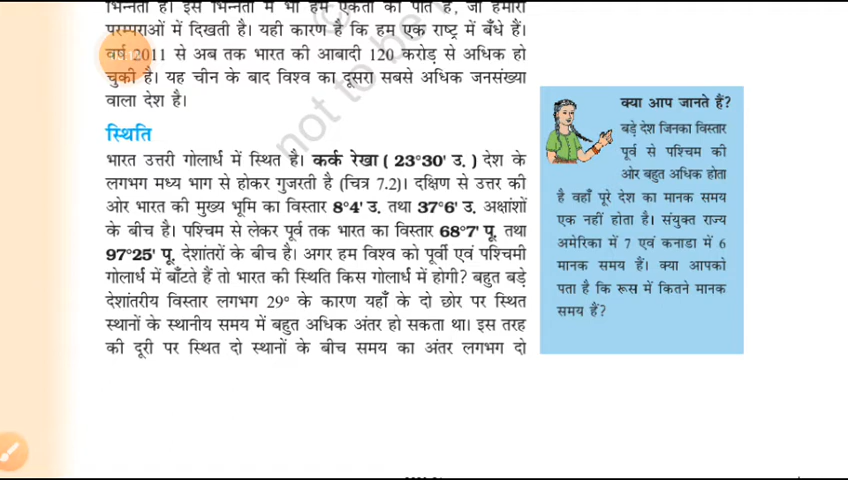 भिन्नता है। इस भिन्नता में भी हम एकता को पाते हैं, जो हमारी
परम्पराओं में दिखती है। यही कारण है कि हम एक राष्ट्र में बँधे हैं।
वर्ष 2011 से अब तक भारत की आबादी 120 करोड़ से अधिक हो
चुकी है। यह चीन के बाद विश्व का दूसरा सबसे अधिक जनसंख्या
वाला देश है।
स्थिति
भारत उत्तरी गोलार्ध में स्थित है। कर्क रेखा ( 23°30' उ. ) देश के
लगभग मध्य भाग से होकर गुजरती है (चित्र 7.2)। दक्षिण से उत्तर की
ओर भारत की मुख्य भूमि का विस्तार 8°4' उ. तथा 37°6' उ. अक्षांशों
के बीच है। पश्चिम से लेकर पूर्व तक भारत का विस्तार 68°7' पू. तथा
97°25' पू. देशांतरों के बीच है। अगर हम विश्व को पूर्वी एवं पश्चिमी
गोलार्ध में बाँटते हैं तो भारत की स्थिति किस गोलार्ध में होगी? बहुत बड़े
देशांतरीय विस्तार लगभग 29° के कारण यहाँ के दो छोर पर स्थित
स्थानों के स्थानीय समय में बहुत अधिक अंतर हो सकता था। इस तरह
की दूरी पर स्थित दो स्थानों के बीच समय का अंतर लगभग दो
क्या आप जानते हैं?
बड़े देश जिनका विस्तार
पूर्व से पश्चिम की
ओर बहुत अधिक होता
है वहाँ पूरे देश का मानक समय
एक नहीं होता है। संयुक्त राज्य
अमेरिका में 7 एवं कनाडा में 6
मानक समय हैं। क्या आपको
पता है कि रूस में कितने मानक
समय हैं?
not to be